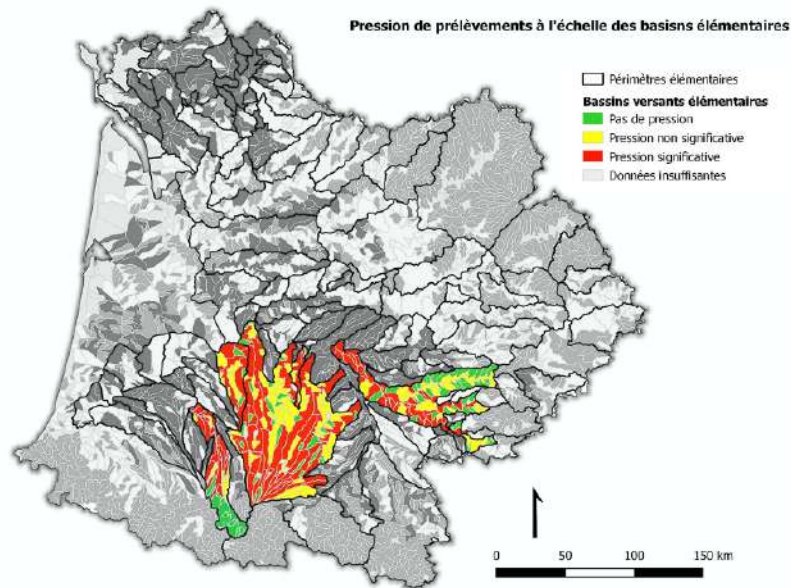 Pression de prélèvements à l'échelle des basisns élémentaires
Périmètres élémentaires
Bassins versants élémentaires
Pas de pression
Pression non significative
Pression significative
Données insuffisantes
0 50 100 150 km